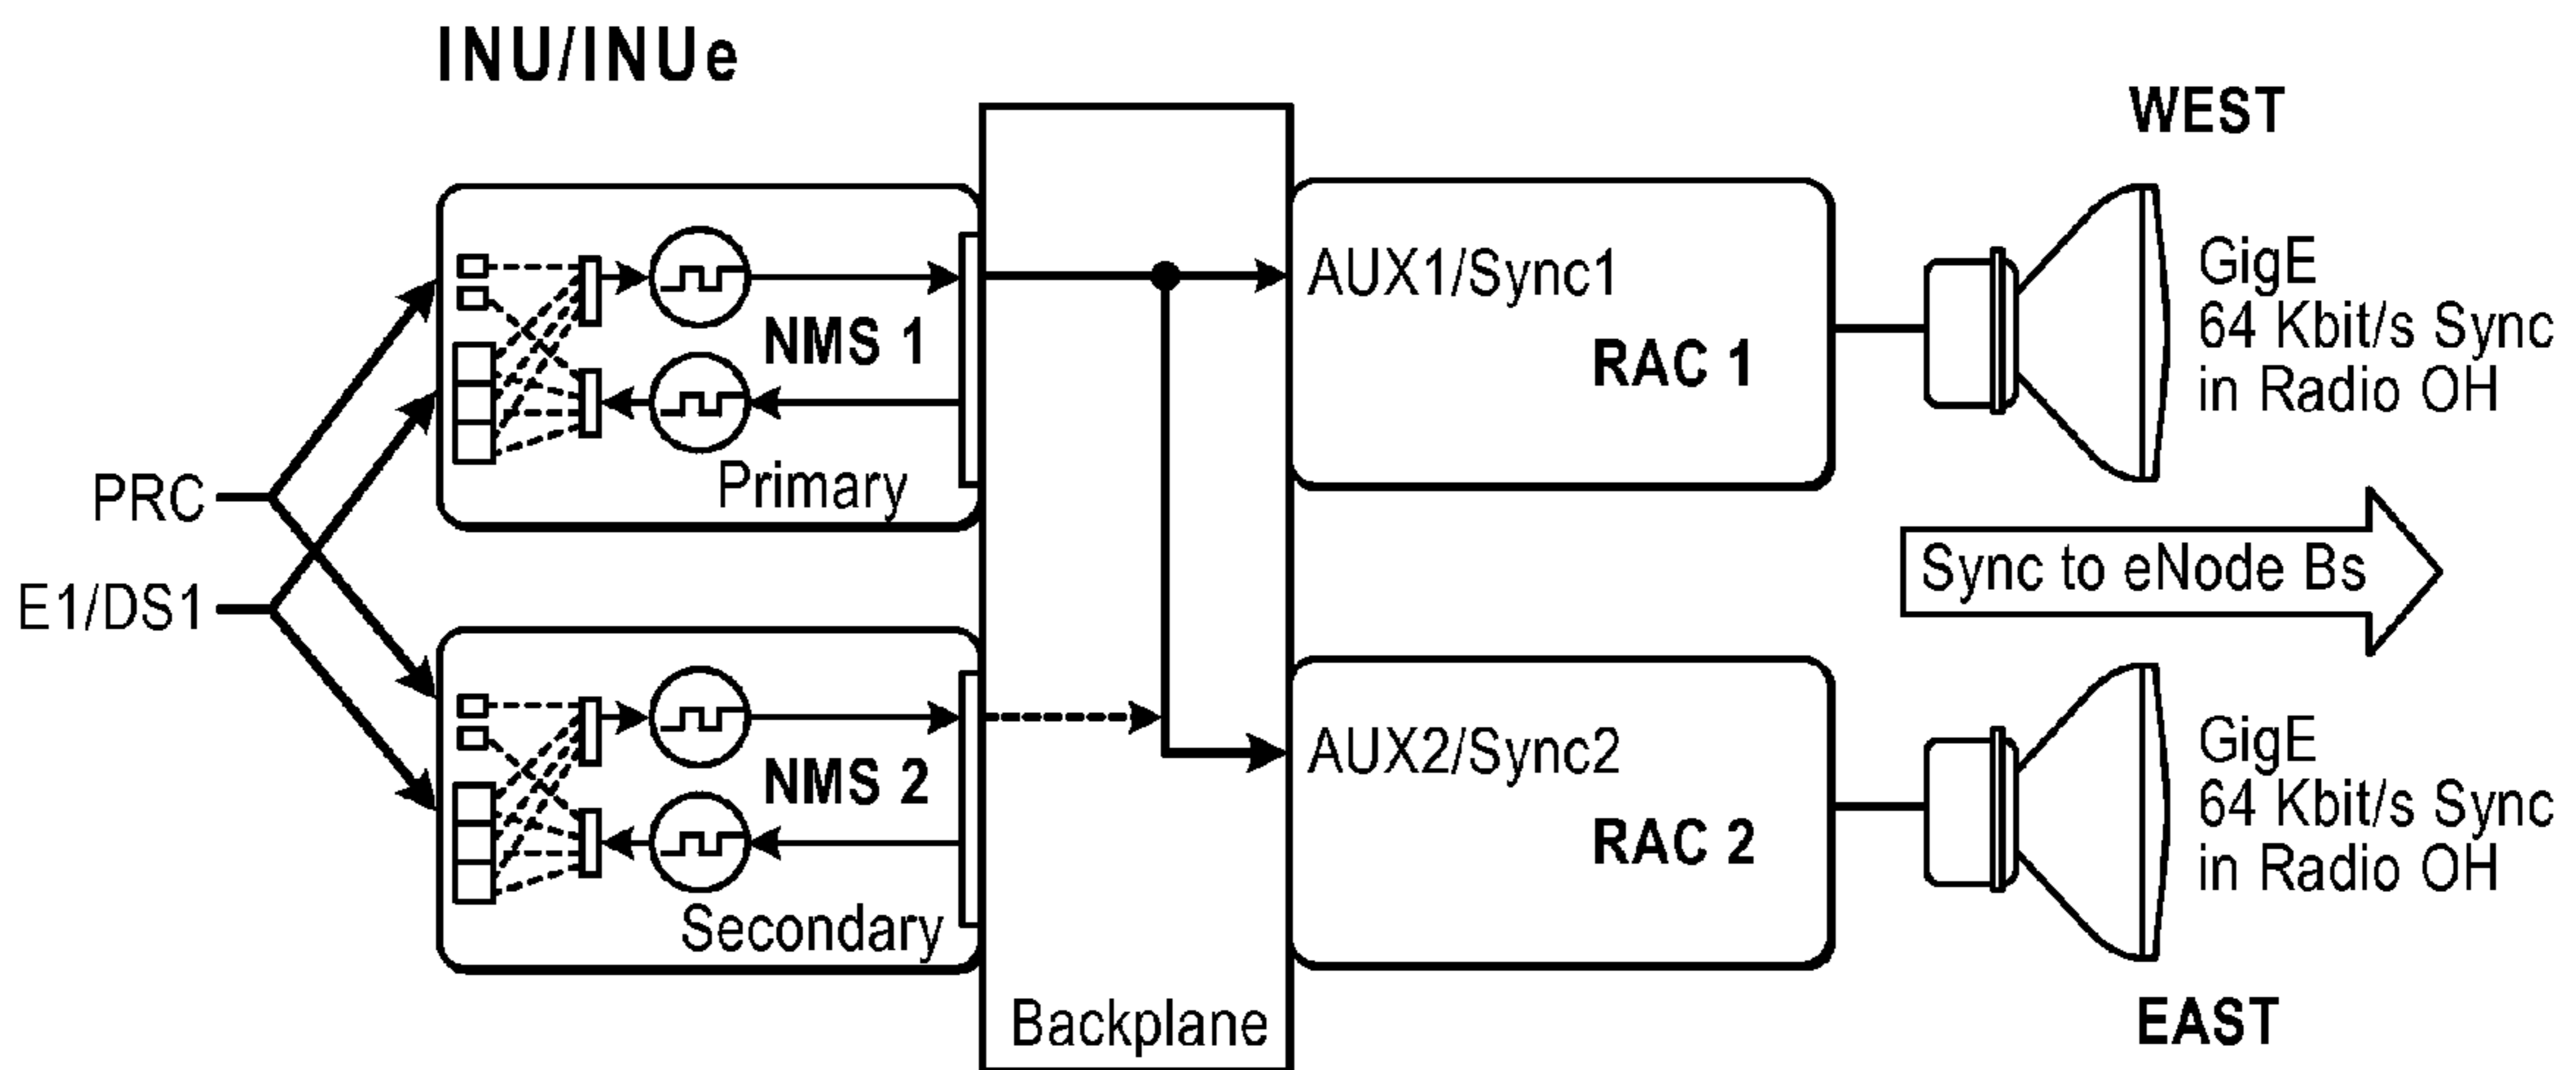 INU/INUe
WEST
GigE
64 Kbit/s Sync
in Radio OH
AUX1/Sync1
RAC 1
NMS 1
Primary
PRC
E1/DS1
Sync to eNode Bs
NMS 2
Secondary
AUX2/Sync2
RAC 2
GigE
64 Kbit/s Sync
in Radio OH
Backplane
EAST